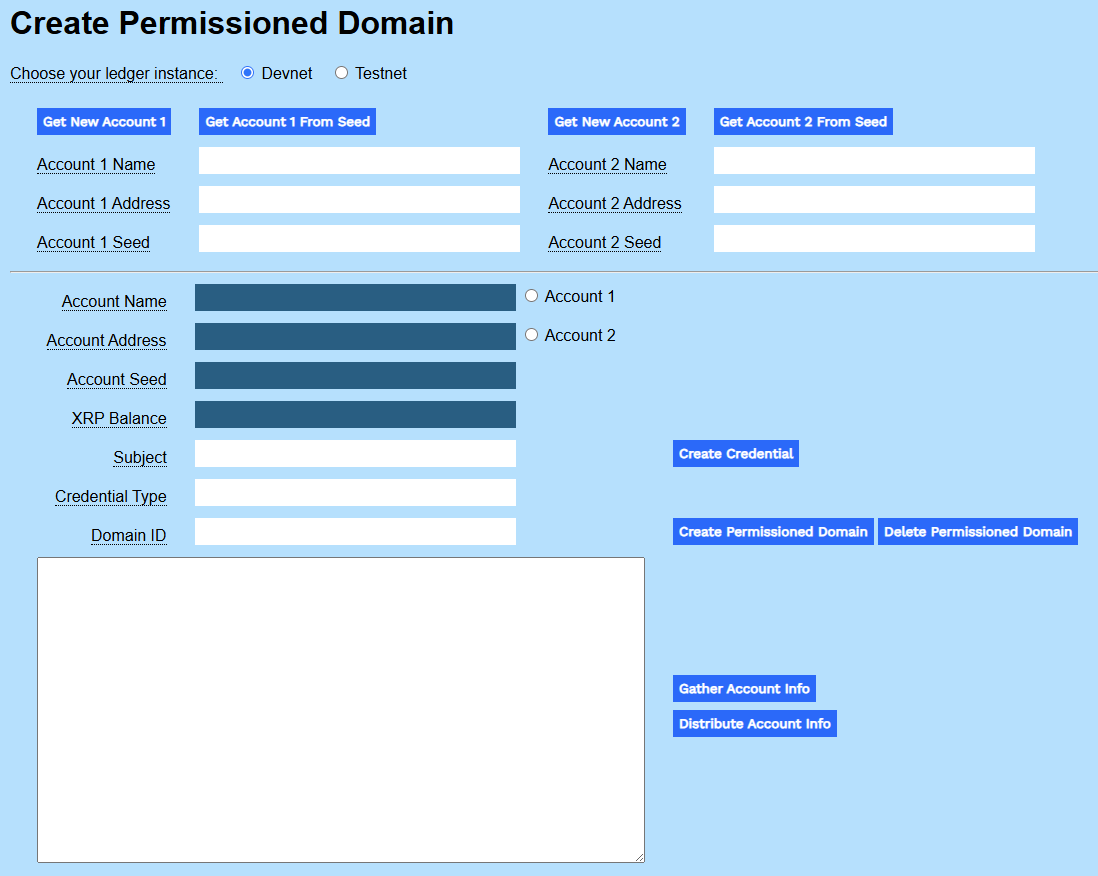 Create Permissioned Domain
Choose your ledger instance: Devnet Testnet
Get New Account 1 Get Account 1 From Seed Get New Account 2 Get Account 2 From Seed
Account 1 Name Account 2 Name
Account 1 Address Account 2 Address
Account 1 Seed Account 2 Seed
Account Name Account 1
Account Address Account 2
Account Seed
XRP Balance
Subject Create Credential
Credential Type
Domain ID Create Permissioned Domain Delete Permissioned Domain
Gather Account Info
Distribute Account Info